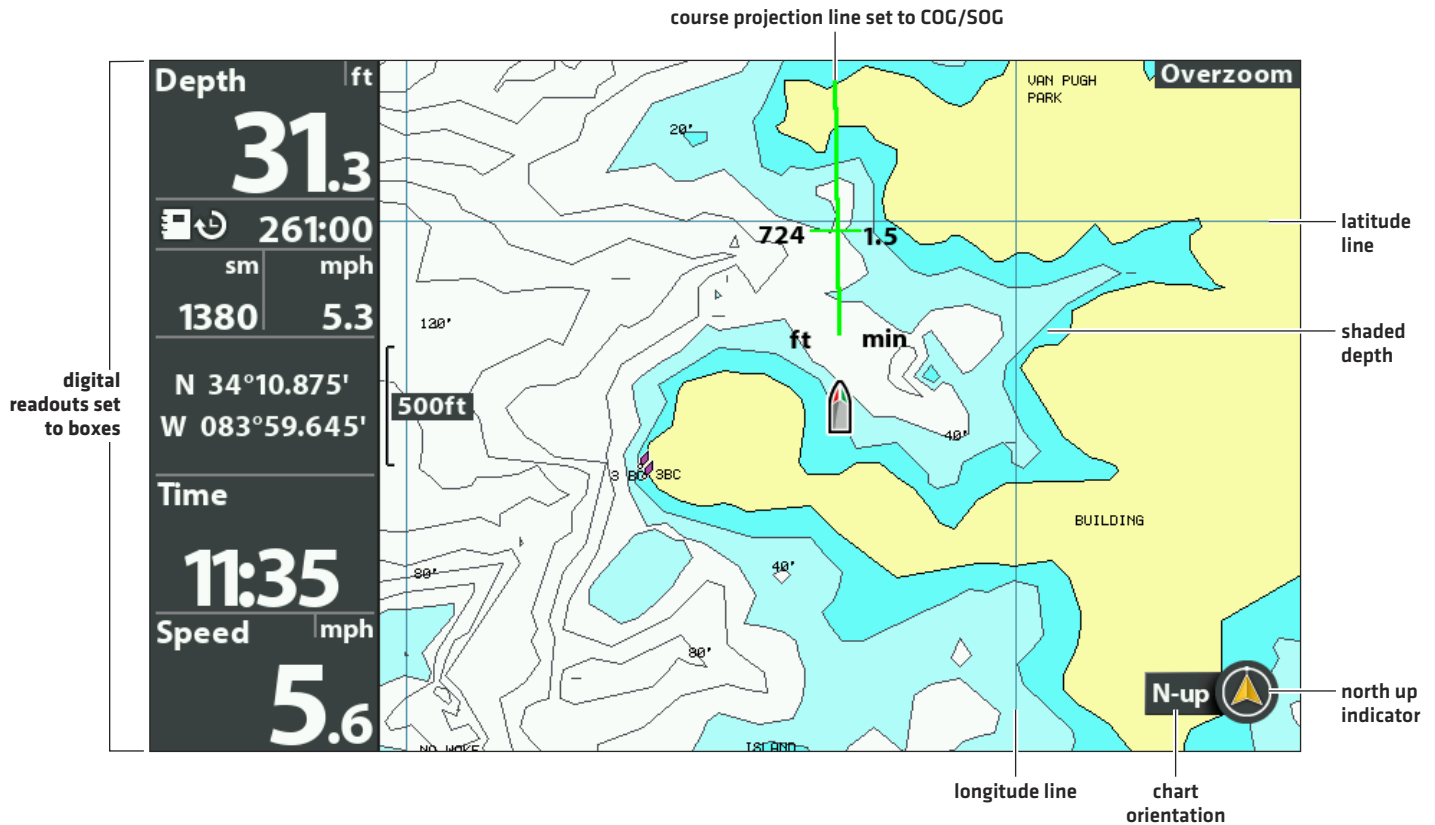 course projection line set to COG/SOG
digital
readouts set
to boxes
Depth ft
31.3
261:00
sm mph
1380 5.3
N 34°10.875'
W 083°59.645'
Time
11:35
Speed mph
5.6
Overzoom
VAN PUGH
PARK
20'
724 1.5
ft min
120'
500ft
40'
3 BC 3BC
BUILDING
80'
40'
80'
NO WAKE
ISLAND
N-up
latitude
line
shaded
depth
north up
indicator
longitude line
chart
orientation